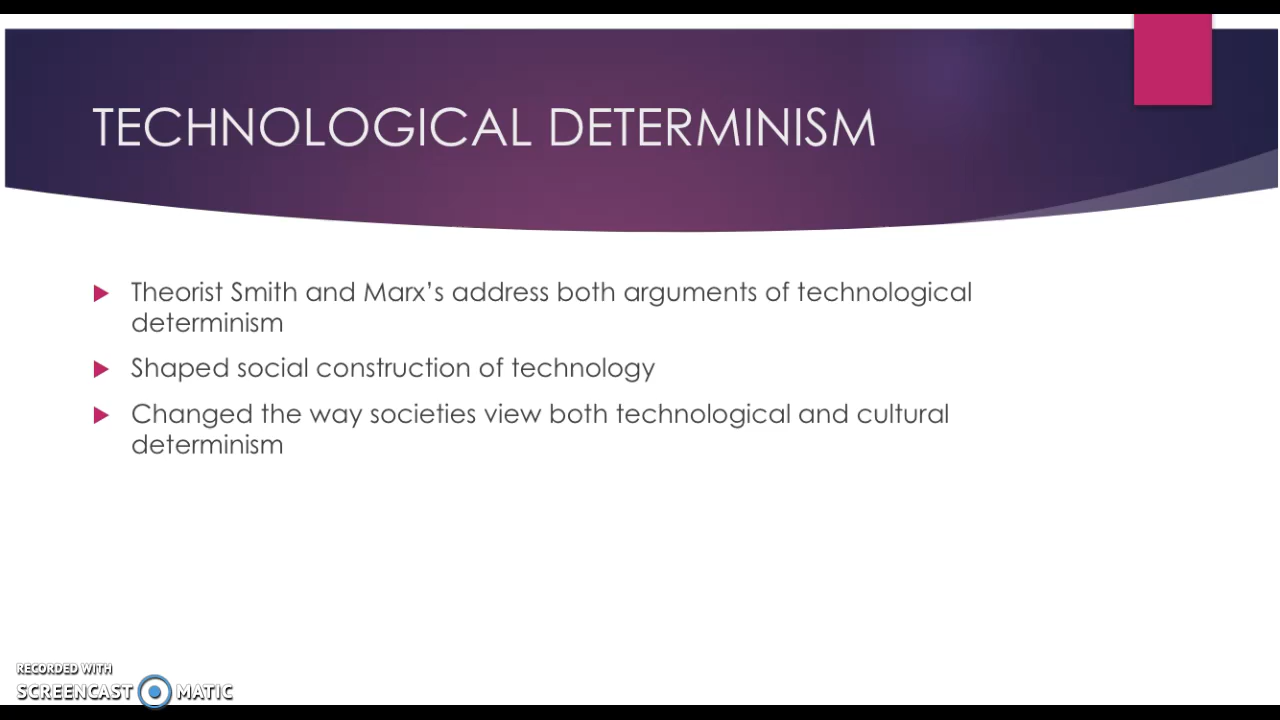 TECHNOLOGICAL DETERMINISM
Theorist Smith and Marx's address both arguments of technological
determinism
Shaped social construction of technology
Changed the way societies view both technological and cultural
determinism
RECORDED WITH
SCREENCAST MATIC